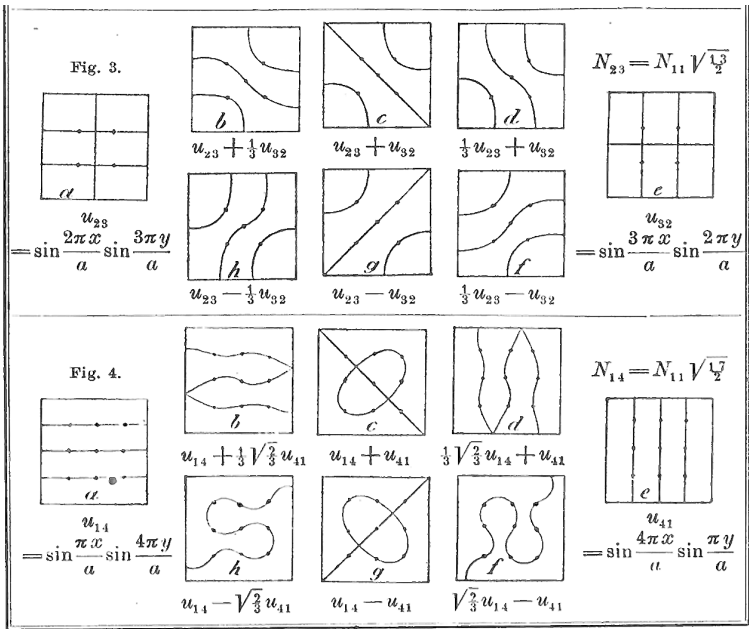 Fig. 3.
a
u₂₃
= sin 2πx/a sin 3πy/a
b
u₂₃ + ⅓ u₃₂
c
u₂₃ + u₃₂
d
⅓ u₂₃ + u₃₂
h
u₂₃ − ⅓ u₃₂
g
u₂₃ − u₃₂
f
⅓ u₂₃ − u₃₂
N₂₃ = N₁₁ √(13/2)
e
u₃₂
= sin 3πx/a sin 2πy/a
Fig. 4.
a
u₁₄
= sin πx/a sin 4πy/a
b
u₁₄ + ⅓ √⅔ u₄₁
c
u₁₄ + u₄₁
d
⅓ √⅔ u₁₄ + u₄₁
h
u₁₄ − √⅔ u₄₁
g
u₁₄ − u₄₁
f
√⅔ u₁₄ − u₄₁
N₁₄ = N₁₁ √(17/2)
e
u₄₁
= sin 4πx/a sin πy/a